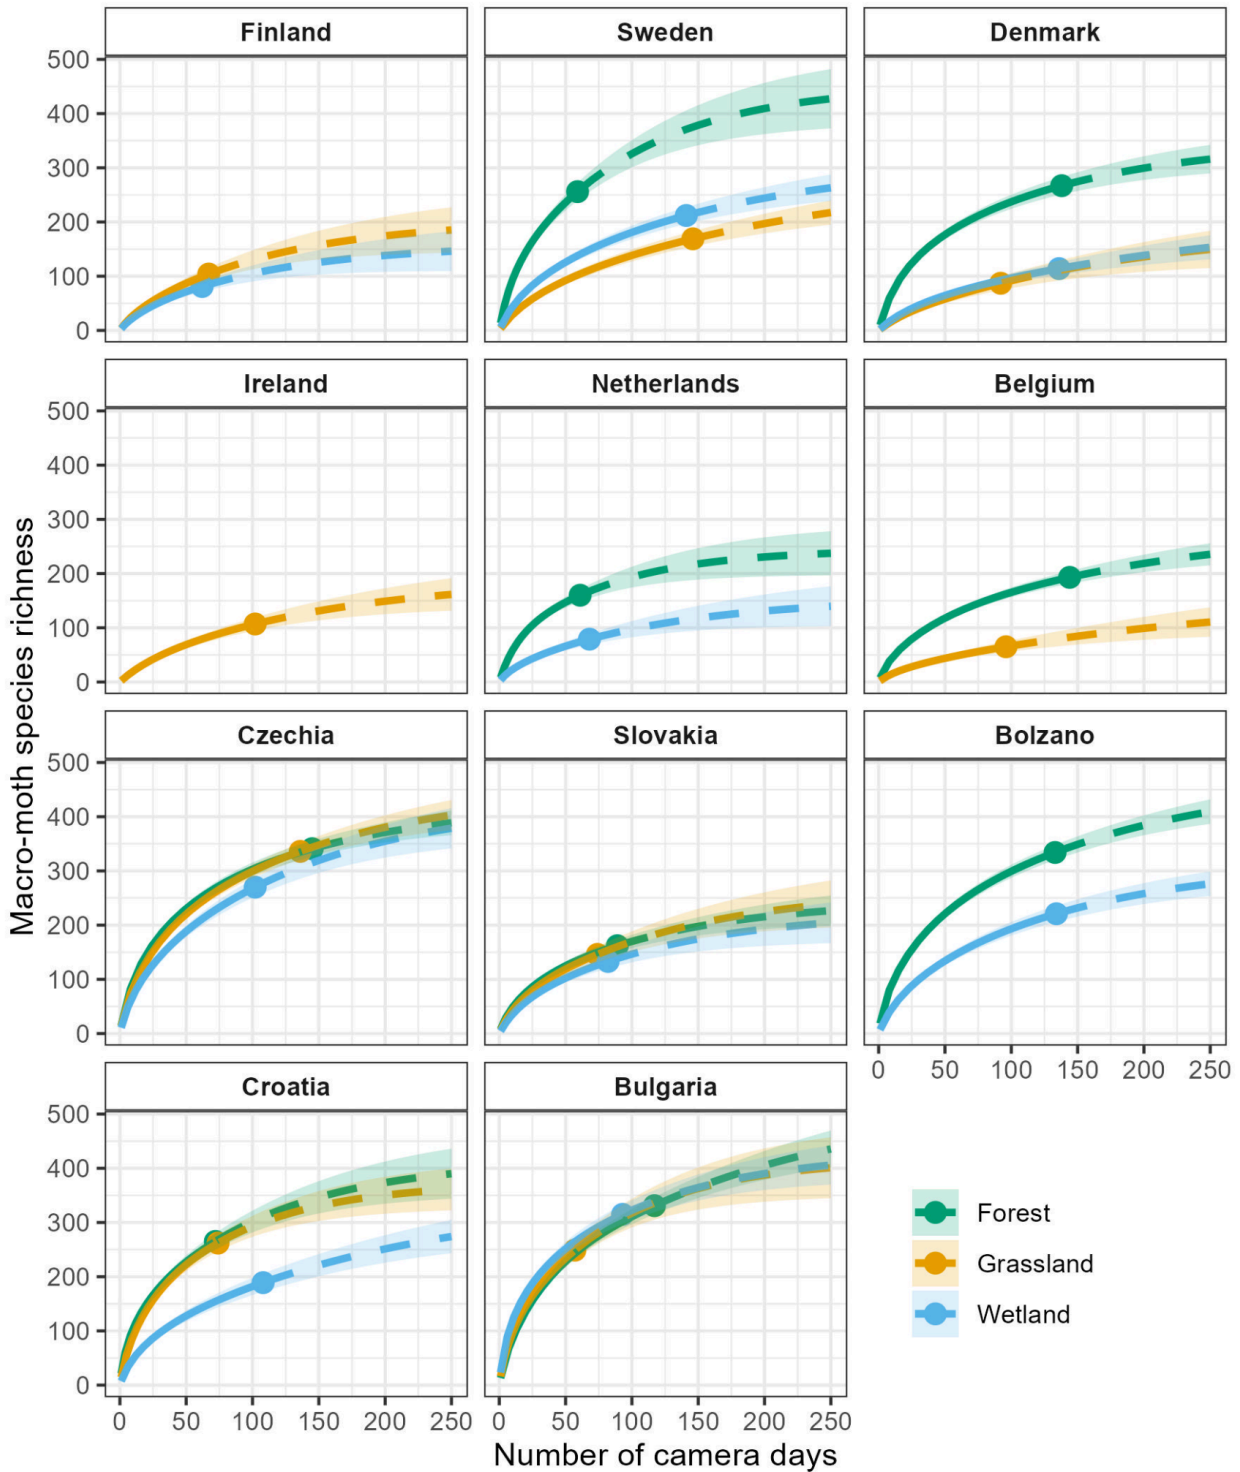 Finland Sweden Denmark
500
400
300
200
100
0
Ireland Netherlands Belgium
500
400
300
200
100
0
Macro-moth species richness
Czechia Slovakia Bolzano
500
400
300
200
100
0
0 50 100 150 200 250
Croatia Bulgaria
500
400
300
200
100
0
0 50 100 150 200 250 0 50 100 150 200 250
Number of camera days
Forest
Grassland
Wetland